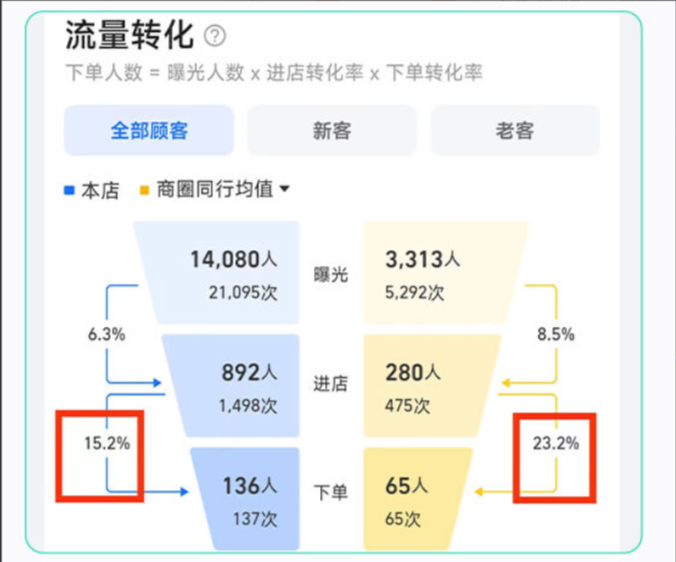 流量转化 ?
下单人数 = 曝光人数 x 进店转化率 x 下单转化率
全部顾客 新客 老客
本店 商圈同行均值
14,080人 曝光 3,313人
21,095次 5,292次
6.3% 8.5%
892人 进店 280人
1,498次 475次
15.2% 23.2%
136人 下单 65人
137次 65次